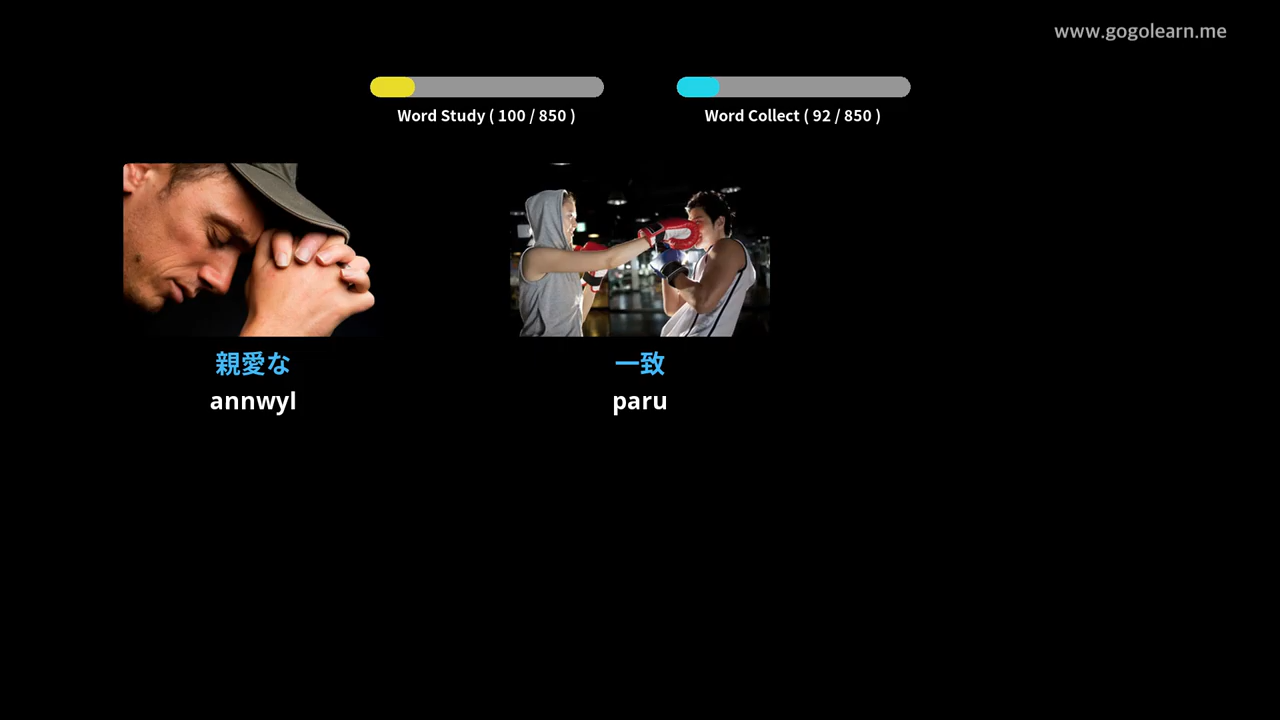 www.gogolearn.me
Word Study ( 100 / 850 )
Word Collect ( 92 / 850 )
親愛な
annwyl
一致
paru